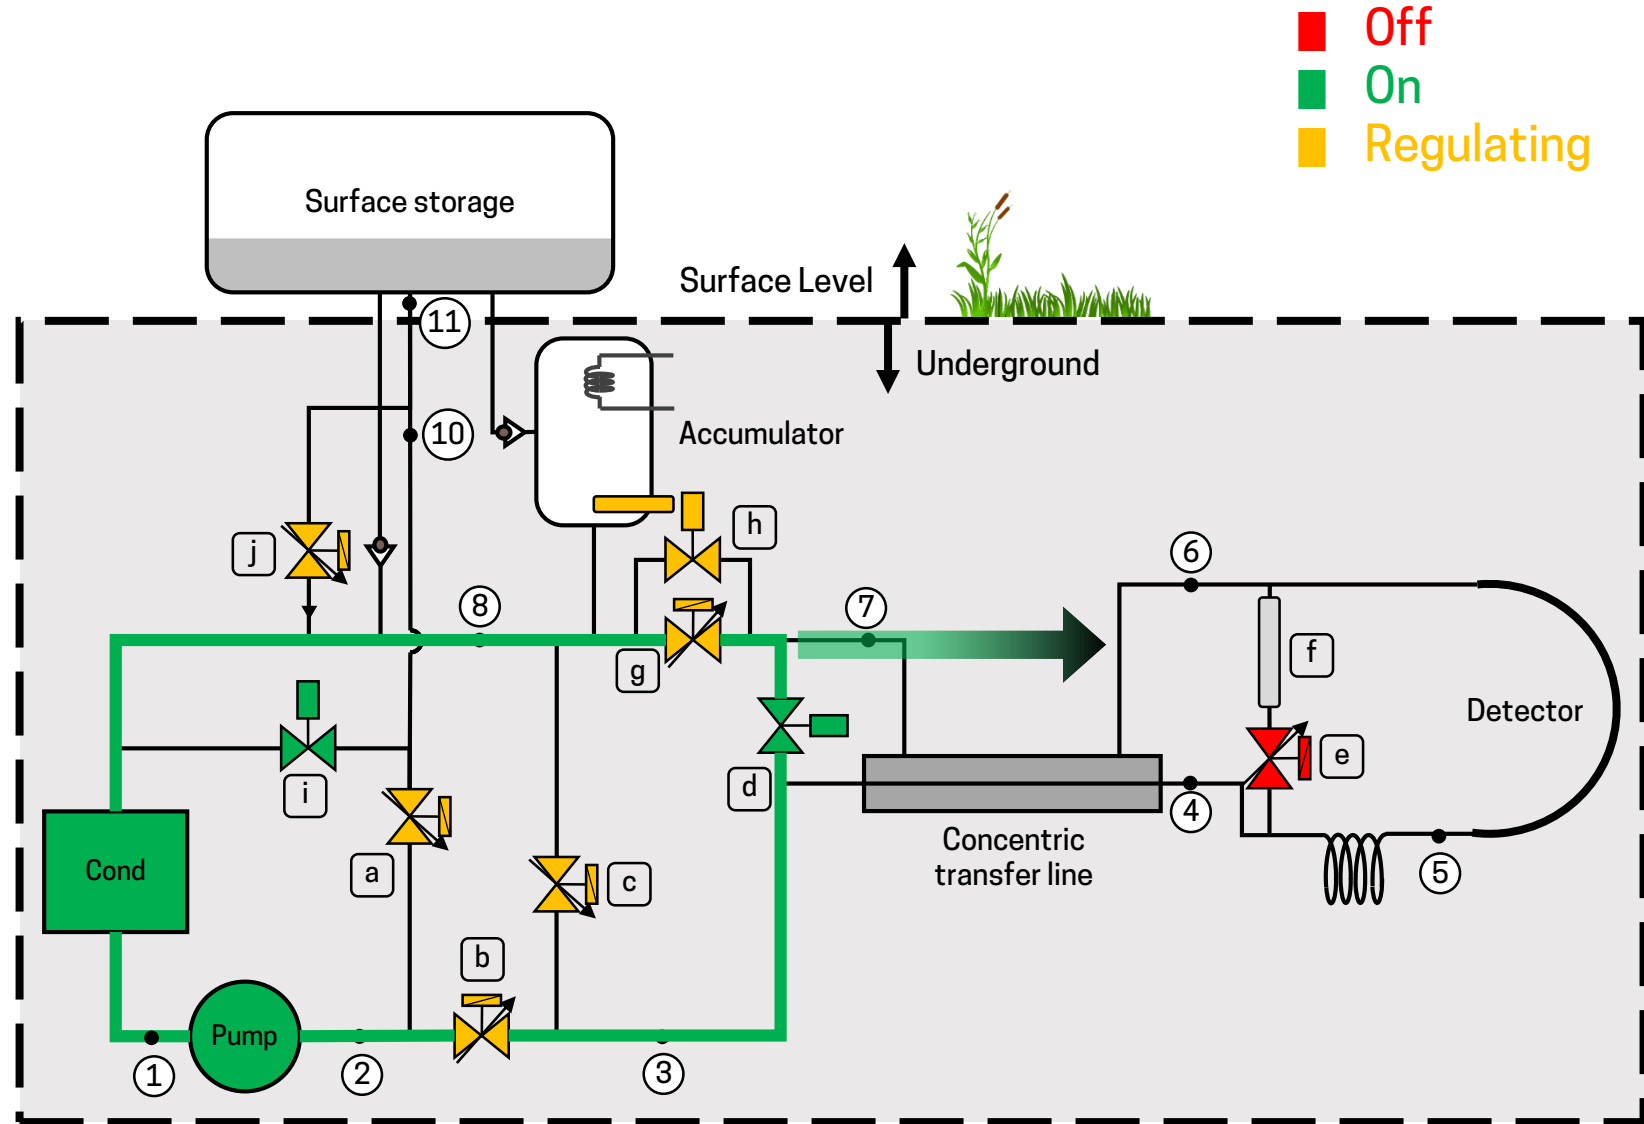 Off
On
Regulating
Surface storage
Surface Level
11
Underground
10
Accumulator
h
j
6
8
7
g
f
Detector
e
d
i
4
Concentric
transfer line
Cond
a
c
5
b
Pump
1
2
3